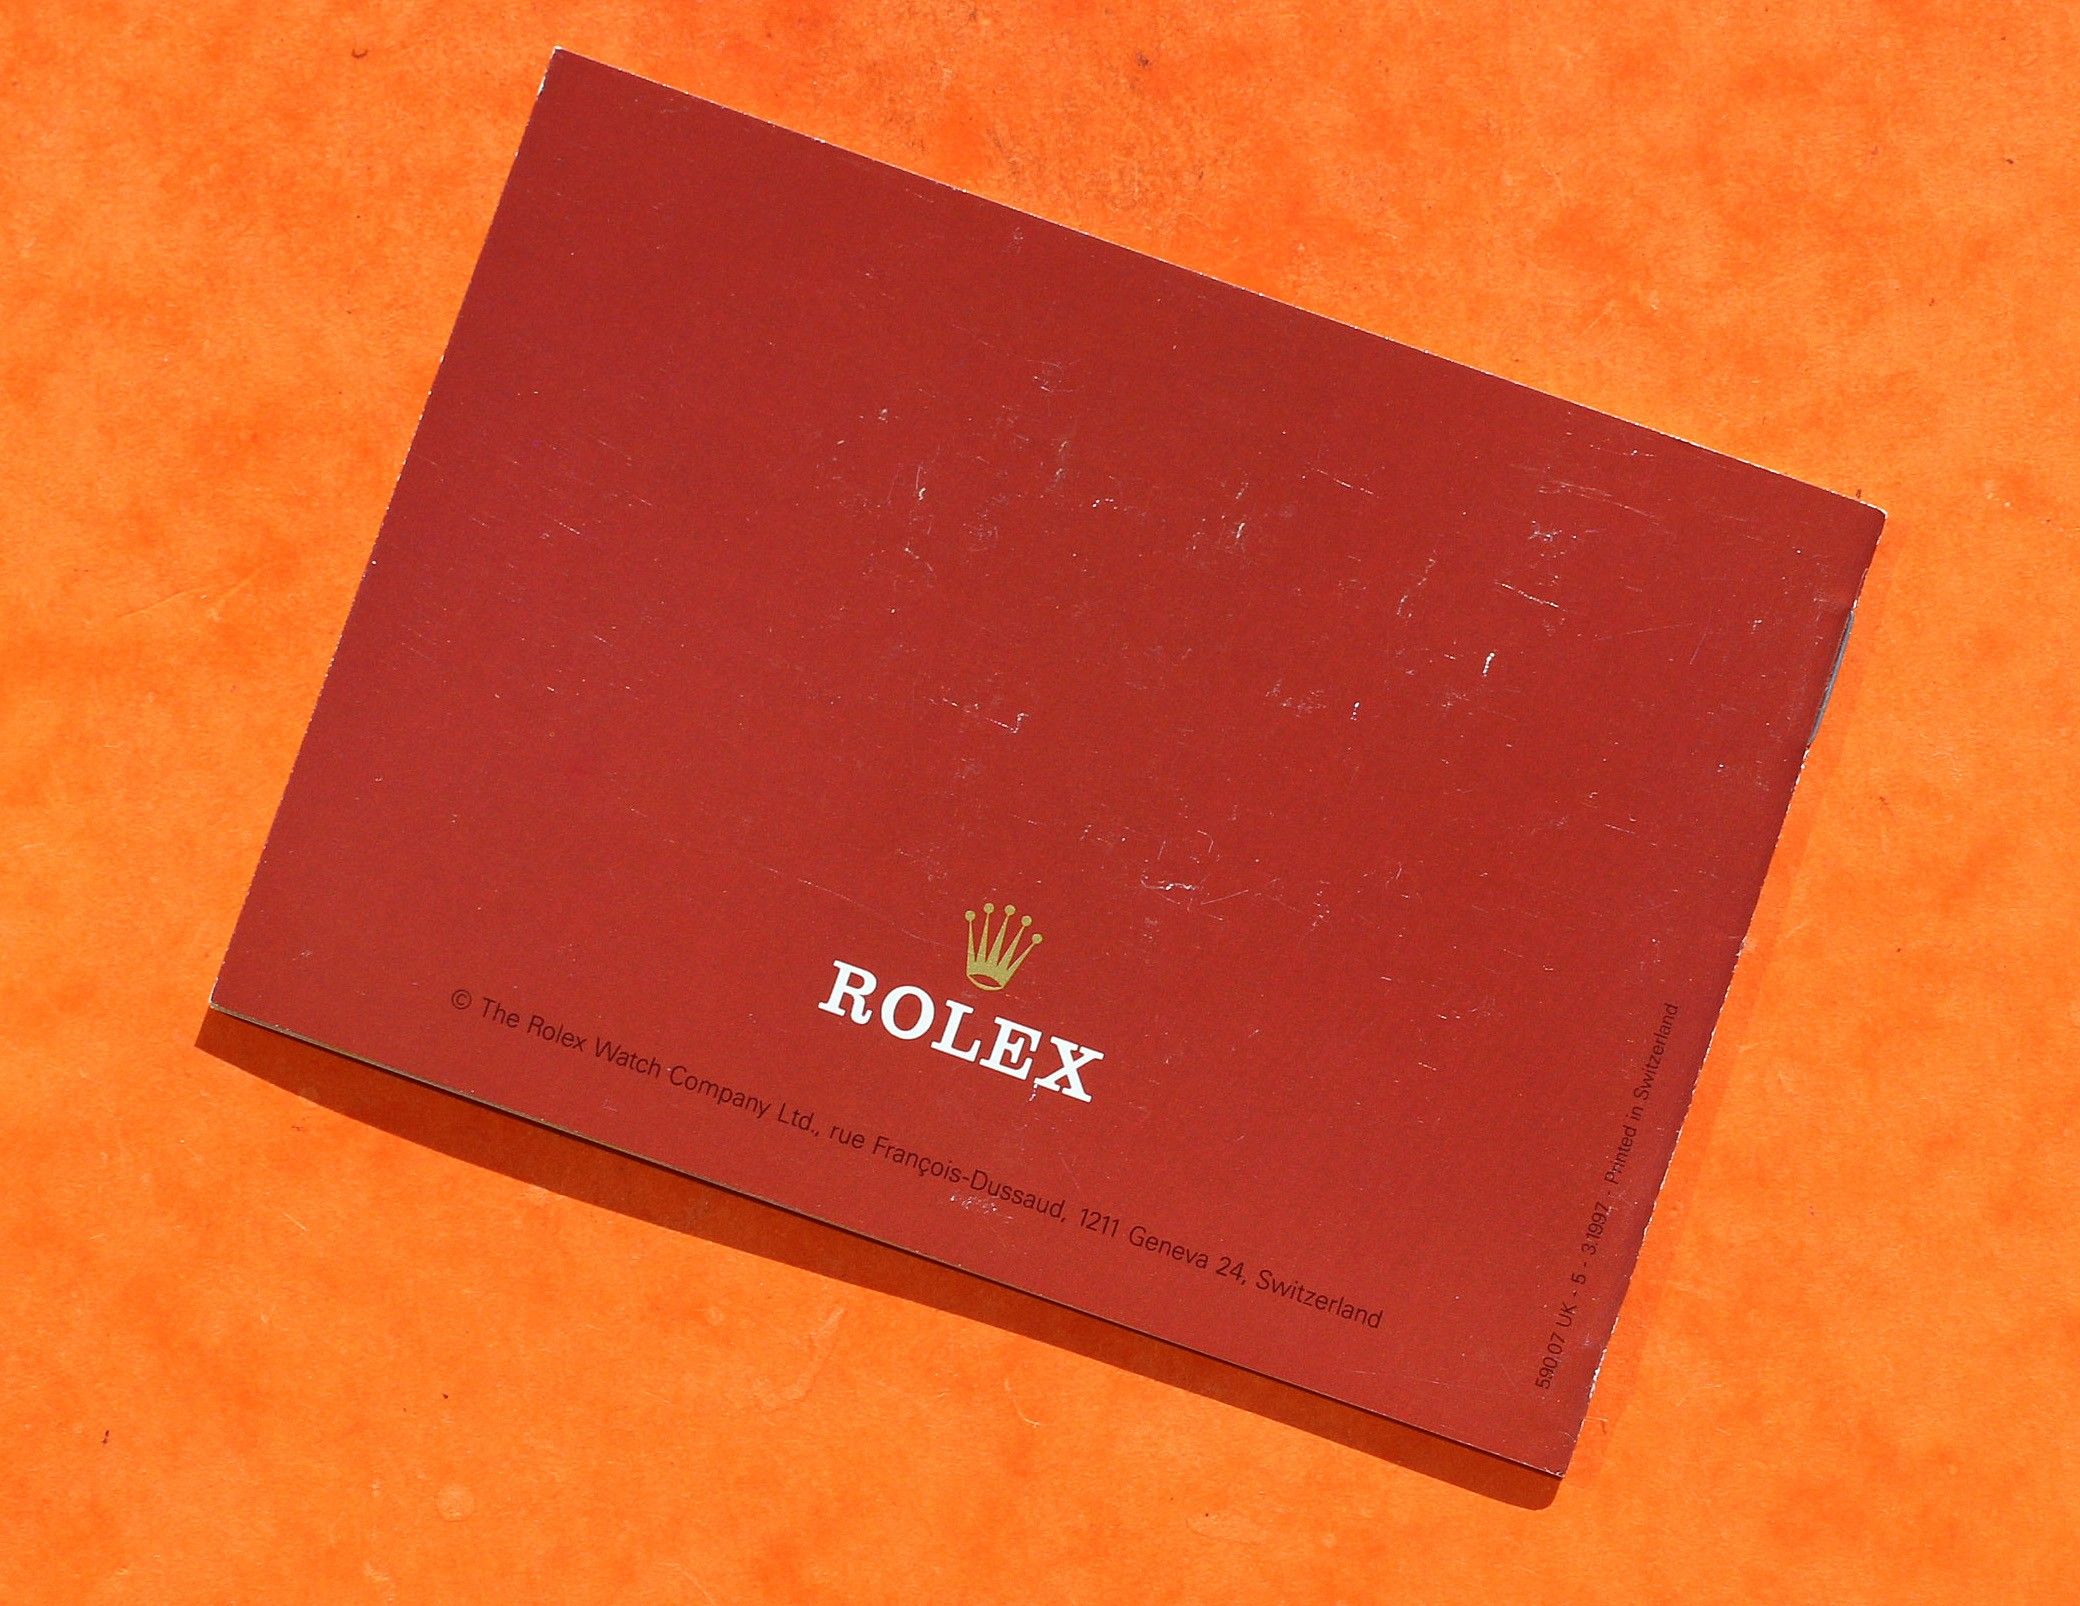 ROLEX
© The Rolex Watch Company Ltd., rue François-Dussaud, 1211 Geneva 24, Switzerland
590.07 UK - 5 - 3.1997 - Printed in Switzerland